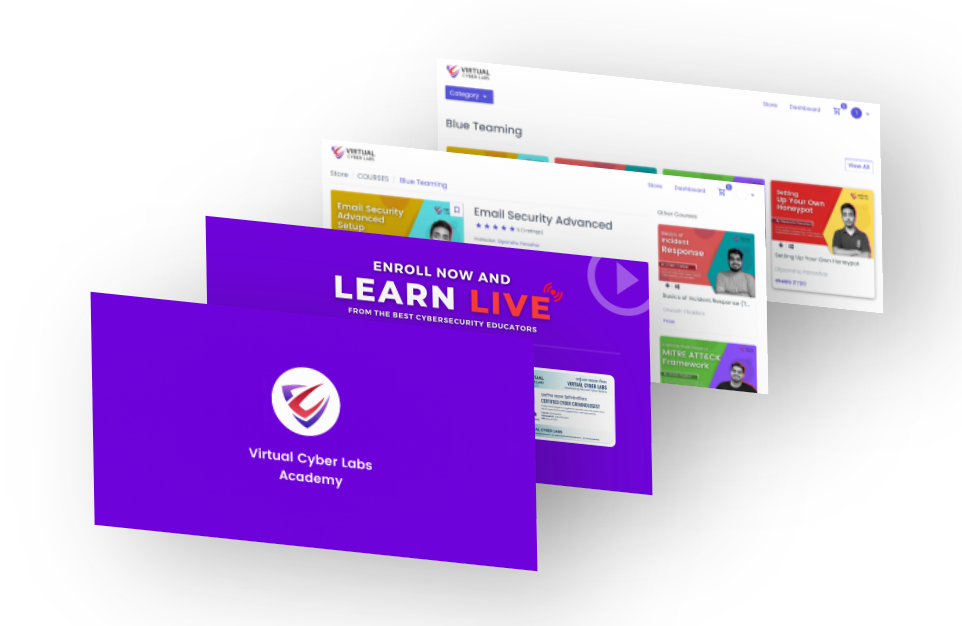 VIRTUAL
CYBER LABS
Category
Store
Dashboard
Blue Teaming
View All
Setting
Up Your Own
Honeypot
Setting Up Your Own Honeypot
VIRTUAL
CYBER LABS
Store / COURSES / Blue Teaming
Store
Dashboard
Email Security
Advanced
Setup
Email Security Advanced
Other Courses
Basics of
Incident
Response
Basics of Incident Response (T...
MITRE ATT&CK
Framework
ENROLL NOW AND
LEARN LIVE
FROM THE BEST CYBERSECURITY EDUCATORS
VIRTUAL CYBER LABS
CERTIFIED CYBER CRIMINOLOGIST
Virtual Cyber Labs
Academy